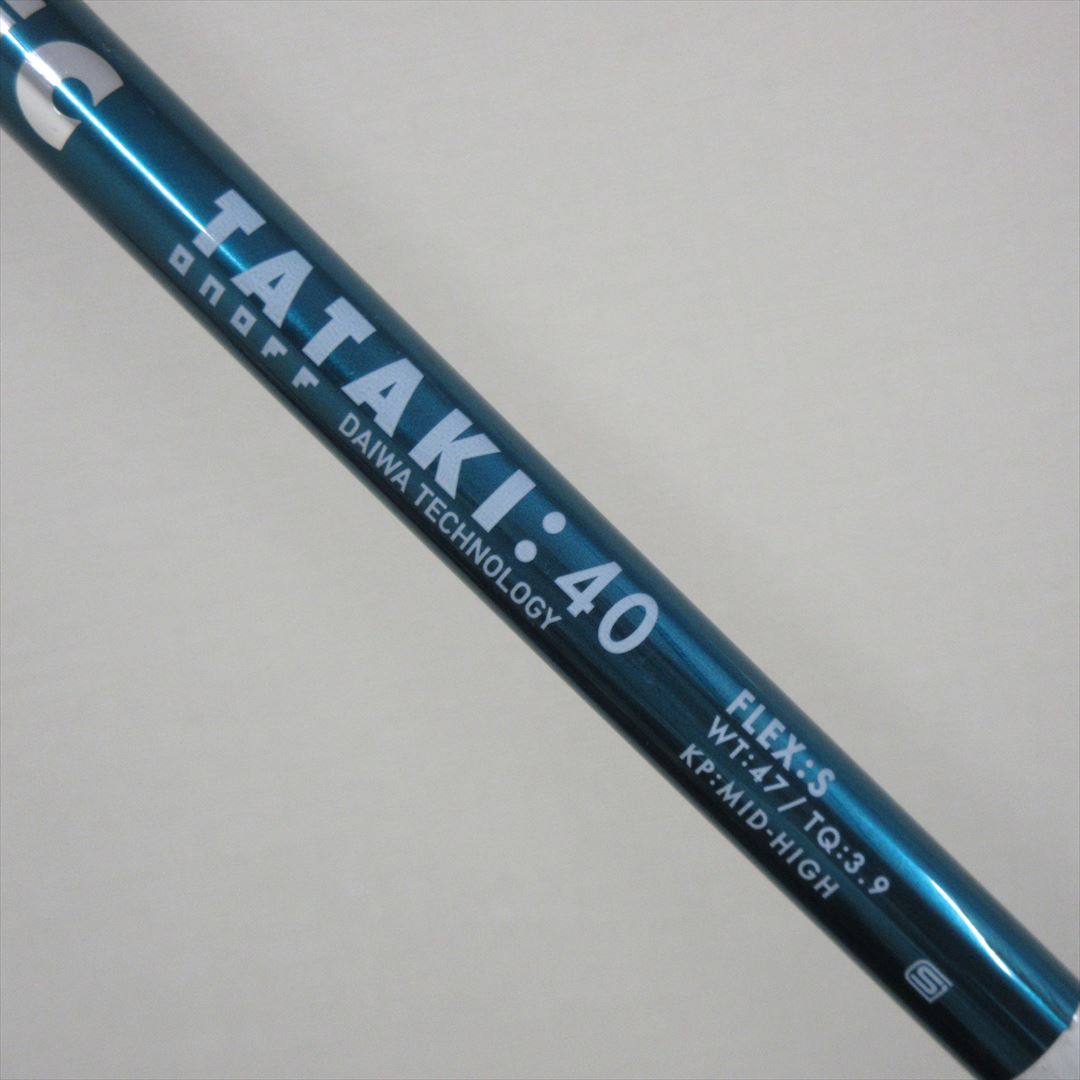 TATAKI:40
ONOFF DAIWA TECHNOLOGY
FLEX:S
WT:47/TQ:3.9
KP:MID-HIGH
S